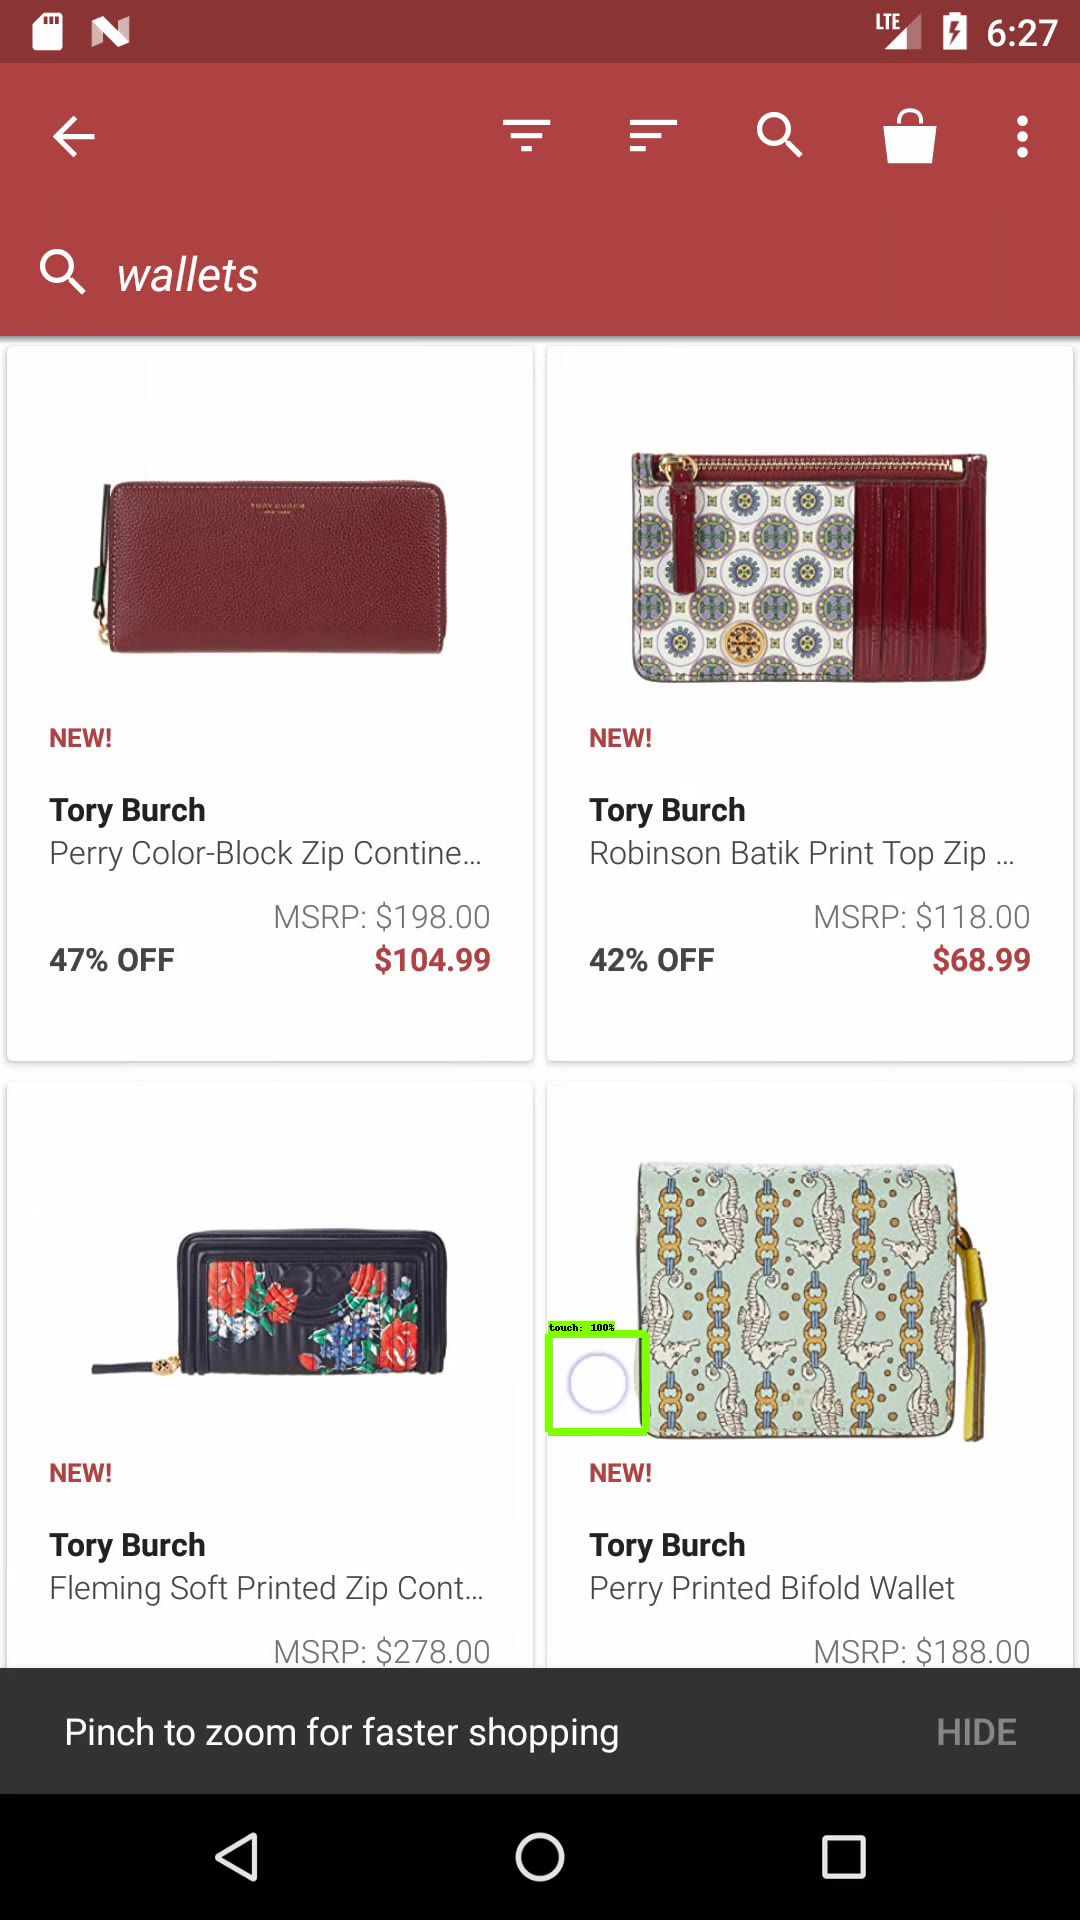 LTE
6:27
wallets
TORY BURCH
NEW!
Tory Burch
Perry Color-Block Zip Contine...
MSRP: $198.00
47% OFF
$104.99
NEW!
Tory Burch
Robinson Batik Print Top Zip ...
MSRP: $118.00
42% OFF
$68.99
NEW!
Tory Burch
Fleming Soft Printed Zip Cont...
MSRP: $278.00
touch: 100%
NEW!
Tory Burch
Perry Printed Bifold Wallet
MSRP: $188.00
Pinch to zoom for faster shopping
HIDE